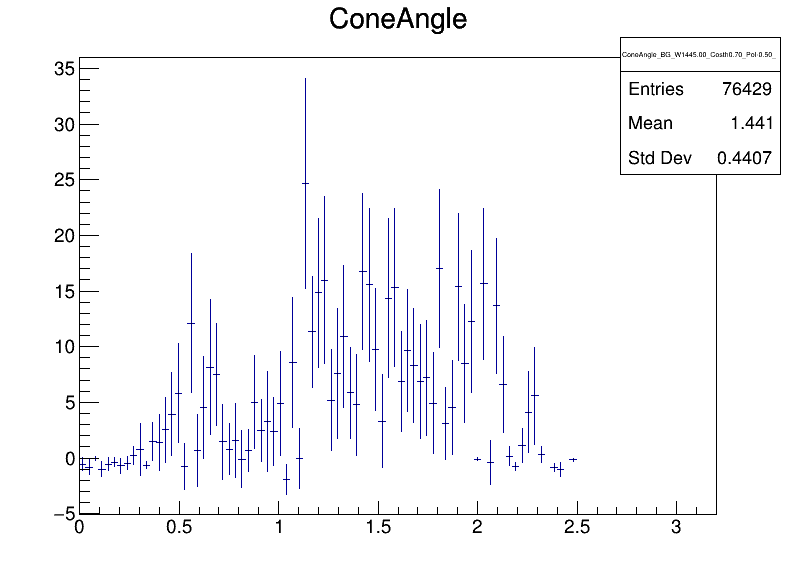 ConeAngle
ConeAngle_BG_W1445.00_Costh0.70_Pol-0.50_
Entries 76429
Mean 1.441
Std Dev 0.4407
35
30
25
20
15
10
5
0
−5
0 0.5 1 1.5 2 2.5 3